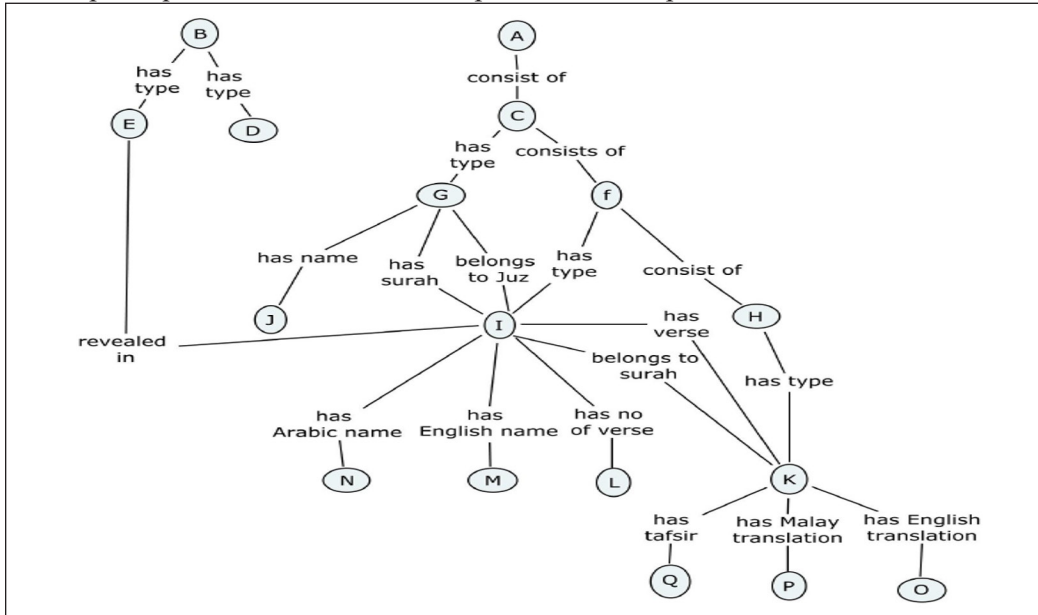 B
A
has
type
has
type
consist of
E
D
C
has
type
consists of
G
f
has name
has
surah
belongs
to Juz
has
type
consist of
J
I
has
verse
H
revealed
in
belongs to
surah
has type
has
Arabic name
has
English name
has no
of verse
N
M
L
K
has
tafsir
has Malay
translation
has English
translation
Q
P
O